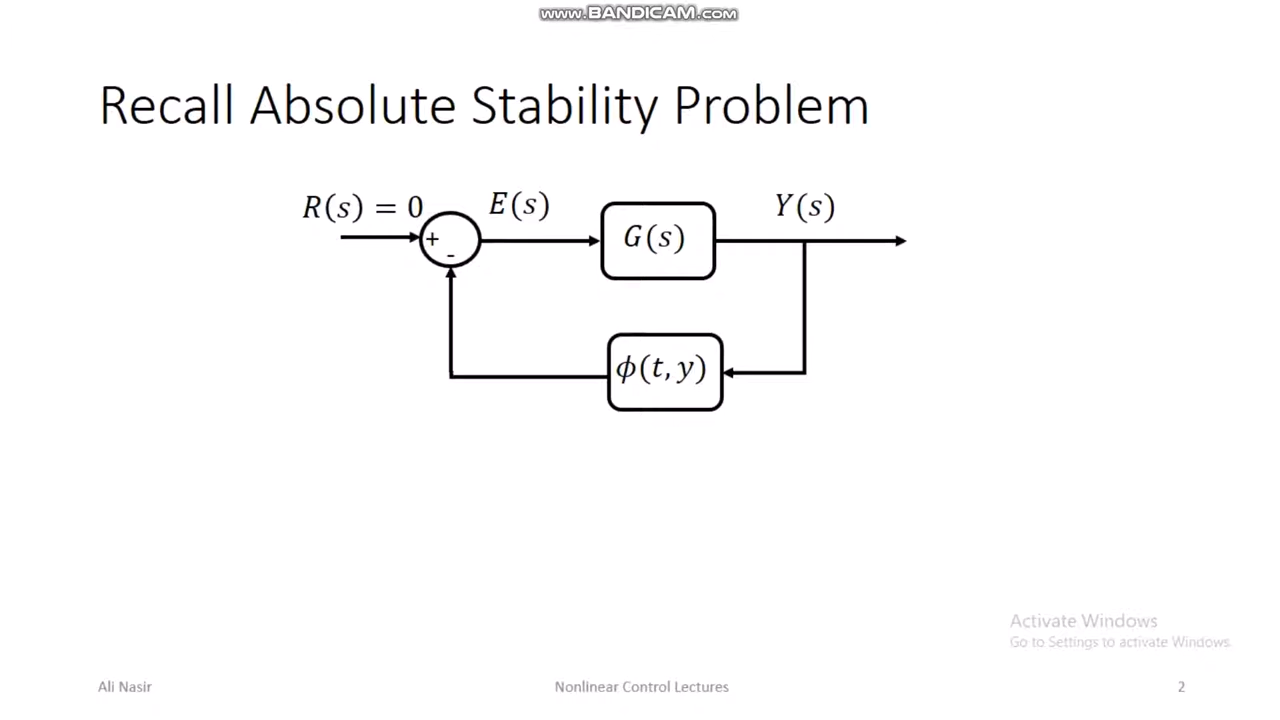 www.BANDICAM.com
Recall Absolute Stability Problem
R(s) = 0
E(s)
Y(s)
+
-
G(s)
ϕ(t, y)
Activate Windows
Go to Settings to activate Windows.
Ali Nasir
Nonlinear Control Lectures
2